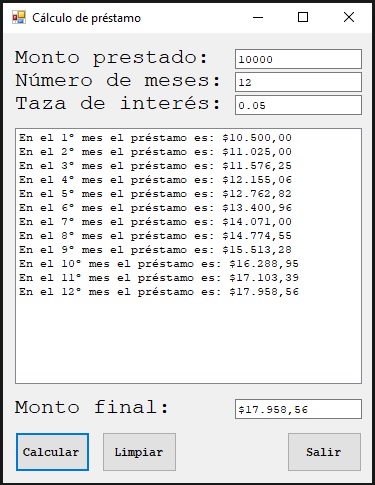 Cálculo de préstamo
Monto prestado: 10000
Número de meses: 12
Taza de interés: 0.05
En el 1° mes el préstamo es: $10.500,00
En el 2° mes el préstamo es: $11.025,00
En el 3° mes el préstamo es: $11.576,25
En el 4° mes el préstamo es: $12.155,06
En el 5° mes el préstamo es: $12.762,82
En el 6° mes el préstamo es: $13.400,96
En el 7° mes el préstamo es: $14.071,00
En el 8° mes el préstamo es: $14.774,55
En el 9° mes el préstamo es: $15.513,28
En el 10° mes el préstamo es: $16.288,95
En el 11° mes el préstamo es: $17.103,39
En el 12° mes el préstamo es: $17.958,56
Monto final: $17.958,56
Calcular Limpiar Salir